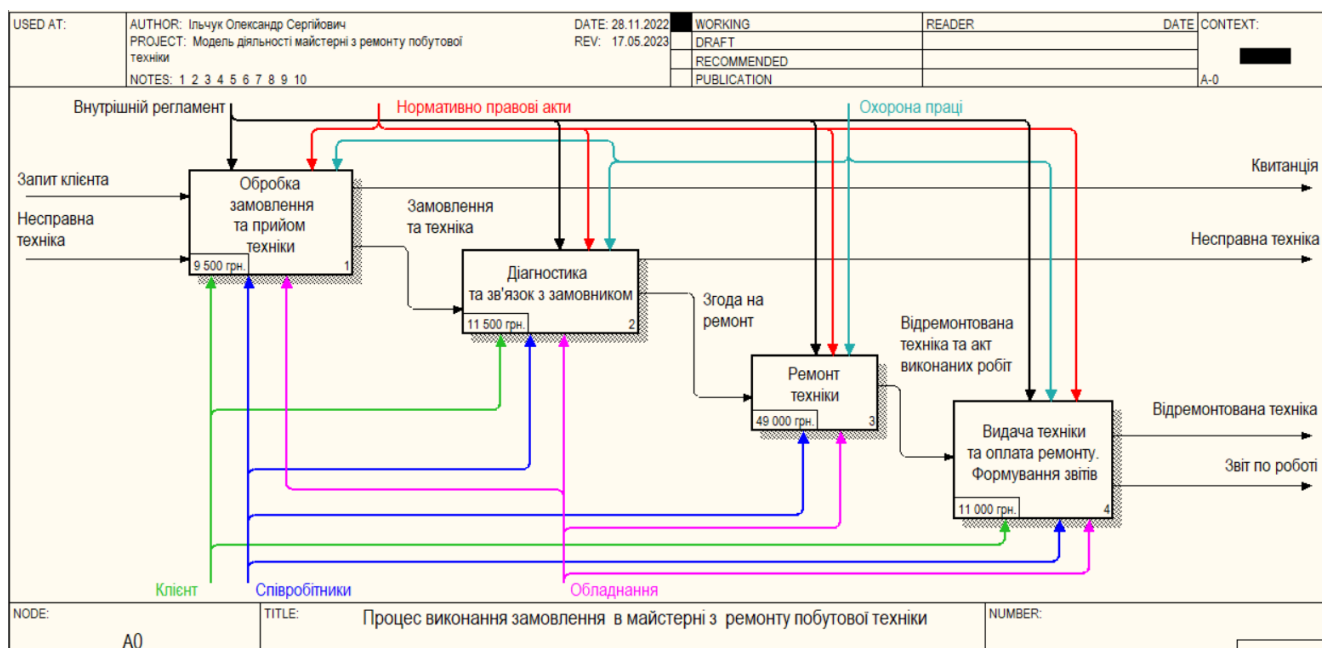 USED AT:
AUTHOR: Ільчук Олександр Сергійович
DATE: 28.11.2022
WORKING
READER
DATE
CONTEXT:
PROJECT: Модель діяльності майстерні з ремонту побутової
техніки
REV: 17.05.2023
DRAFT
RECOMMENDED
NOTES: 1 2 3 4 5 6 7 8 9 10
PUBLICATION
A-0
Внутрішній регламент
Нормативно правові акти
Охорона праці
Запит клієнта
Несправна
техніка
Обробка
замовлення
та прийом
техніки
9 500 грн.
1
Квитанція
Замовлення
та техніка
Несправна техніка
Діагностика
та зв'язок з замовником
11 500 грн.
2
Згода на
ремонт
Ремонт
техніки
49 000 грн.
3
Відремонтована
техніка та акт
виконаних робіт
Видача техніки
та оплата ремонту.
Формування звітів
11 000 грн.
4
Відремонтована техніка
Звіт по роботі
Клієнт
Співробітники
Обладнання
NODE:
A0
TITLE:
Процес виконання замовлення в майстерні з ремонту побутової техніки
NUMBER: